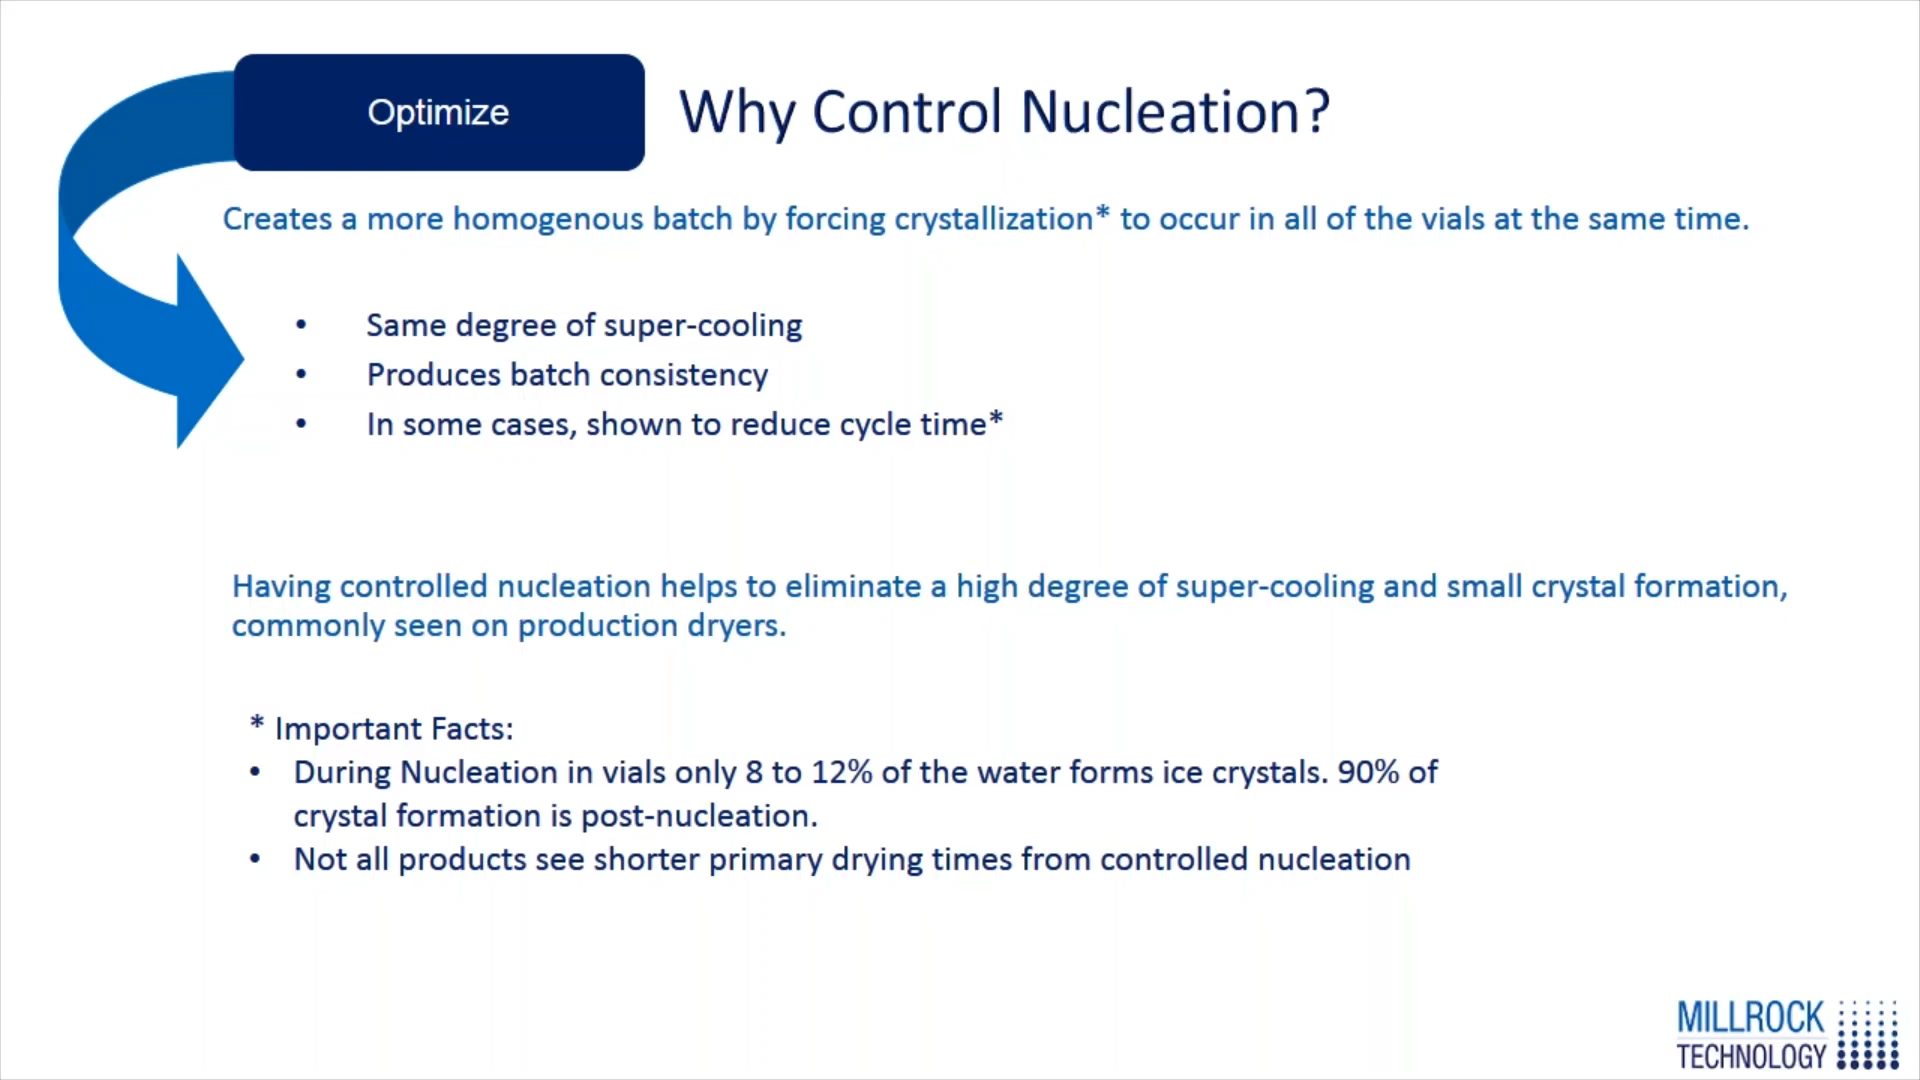 Optimize
Why Control Nucleation?
Creates a more homogenous batch by forcing crystallization* to occur in all of the vials at the same time.
• Same degree of super-cooling
• Produces batch consistency
• In some cases, shown to reduce cycle time*
Having controlled nucleation helps to eliminate a high degree of super-cooling and small crystal formation,
commonly seen on production dryers.
* Important Facts:
• During Nucleation in vials only 8 to 12% of the water forms ice crystals. 90% of
crystal formation is post-nucleation.
• Not all products see shorter primary drying times from controlled nucleation
MILLROCK
TECHNOLOGY